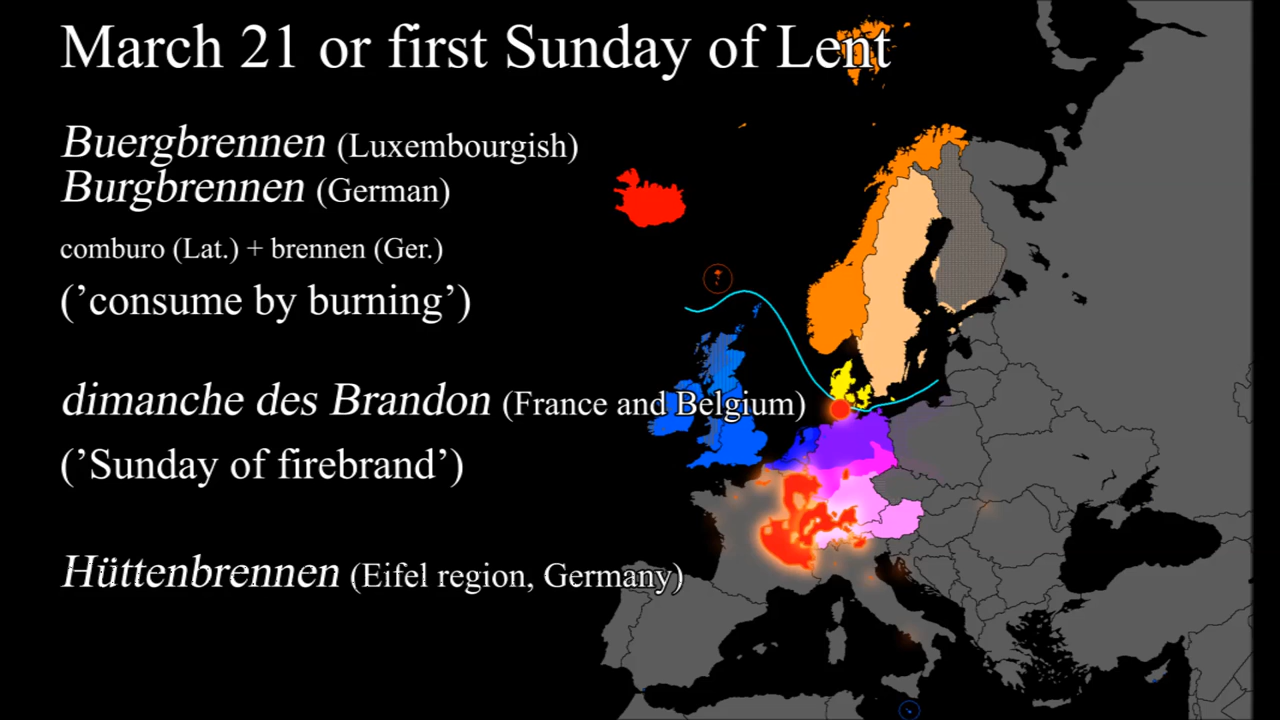 March 21 or first Sunday of Lent
Buergbrennen (Luxembourgish)
Burgbrennen (German)
comburo (Lat.) + brennen (Ger.)
(’consume by burning’)
dimanche des Brandon (France and Belgium)
(’Sunday of firebrand’)
Hüttenbrennen (Eifel region, Germany)